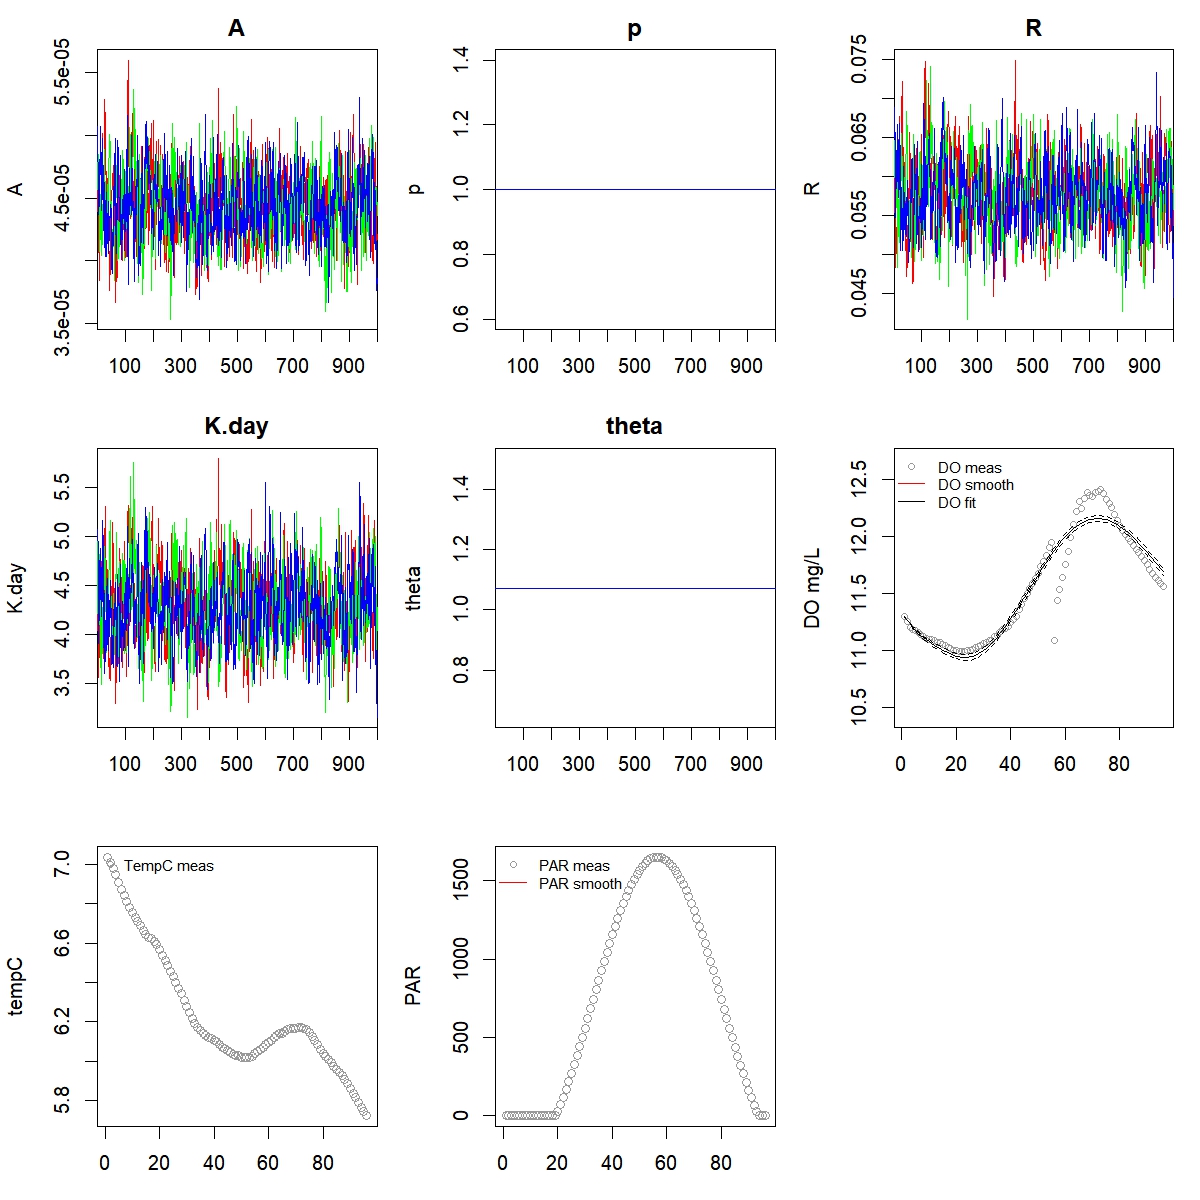 A
p
R
A
5.5e-05
4.5e-05
3.5e-05
100 300 500 700 900
p
1.4
1.2
1.0
0.8
0.6
100 300 500 700 900
R
0.075
0.065
0.055
0.045
100 300 500 700 900
K.day
theta
K.day
5.5
5.0
4.5
4.0
3.5
100 300 500 700 900
theta
1.4
1.2
1.0
0.8
100 300 500 700 900
DO mg/L
12.5
12.0
11.5
11.0
10.5
DO meas
DO smooth
DO fit
0 20 40 60 80
tempC
7.0
6.6
6.2
5.8
TempC meas
0 20 40 60 80
PAR
1500
1000
500
0
PAR meas
PAR smooth
0 20 40 60 80